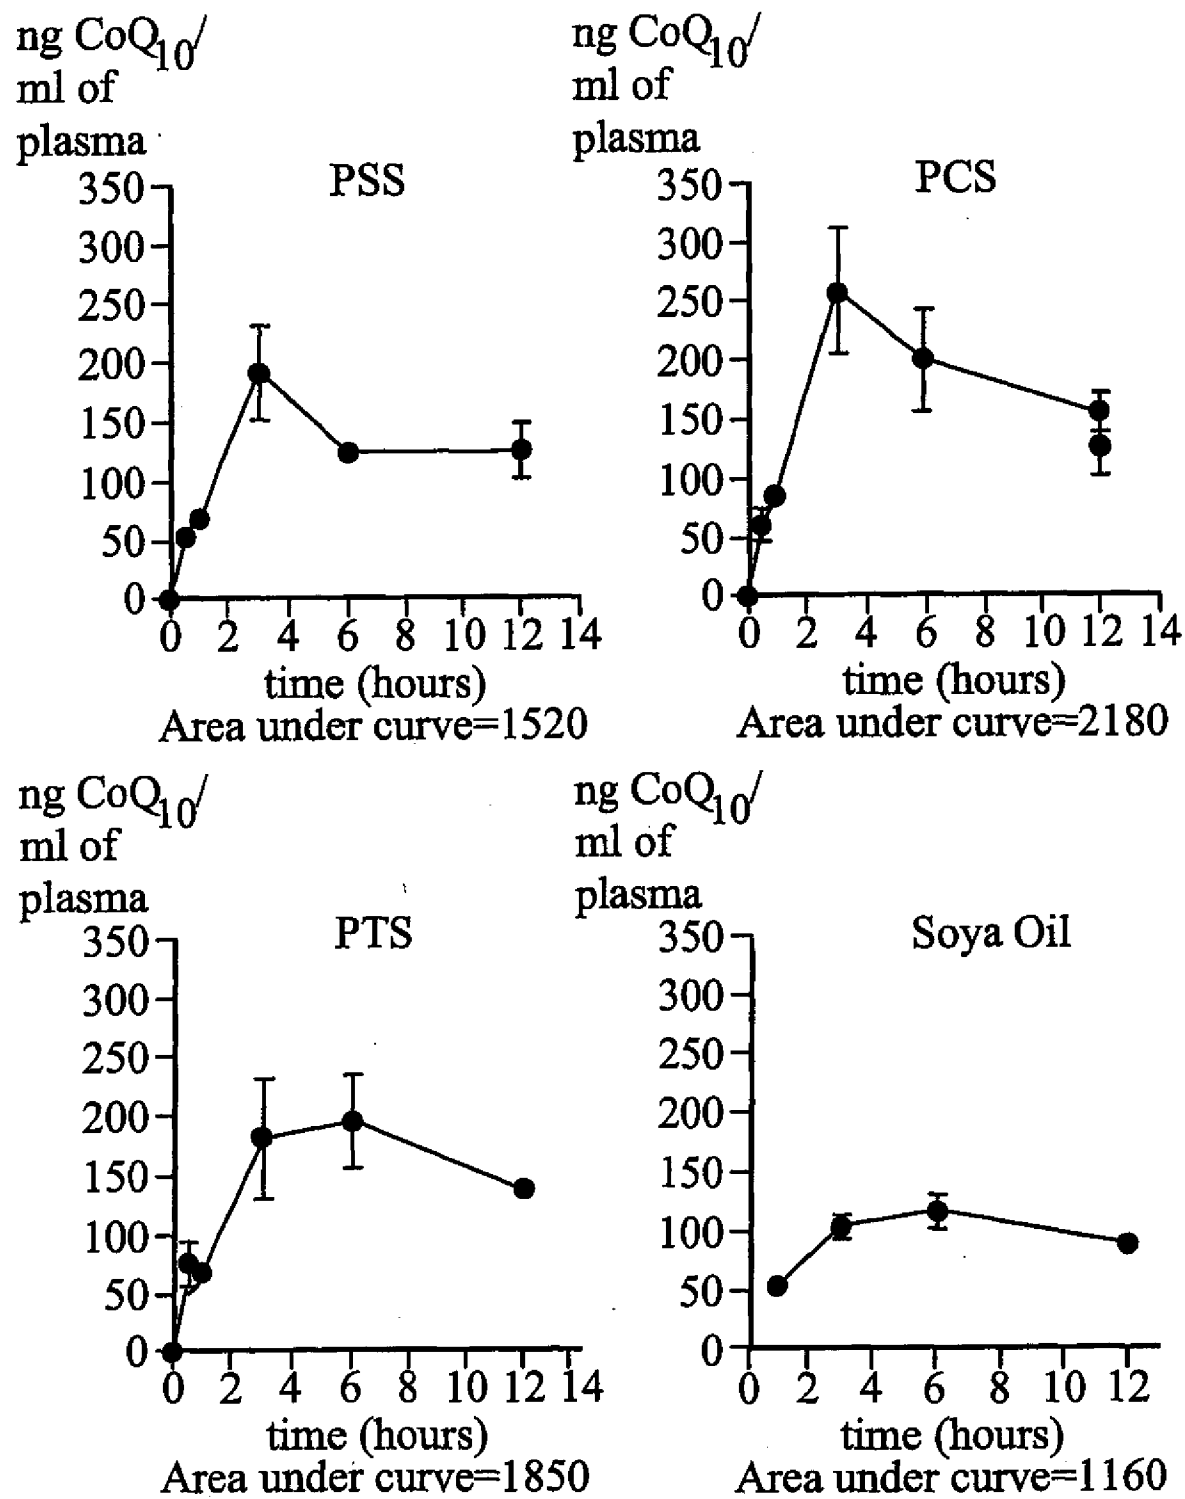 ng CoQ10/
ml of
plasma
PSS
350
300
250
200
150
100
50
0
0 2 4 6 8 10 12 14
time (hours)
Area under curve=1520
ng CoQ10/
ml of
plasma
PCS
350
300
250
200
150
100
50
0
0 2 4 6 8 10 12 14
time (hours)
Area under curve=2180
ng CoQ10/
ml of
plasma
PTS
350
300
250
200
150
100
50
0
0 2 4 6 8 10 12 14
time (hours)
Area under curve=1850
ng CoQ10/
ml of
plasma
Soya Oil
350
300
250
200
150
100
50
0
0 2 4 6 8 10 12
time (hours)
Area under curve=1160